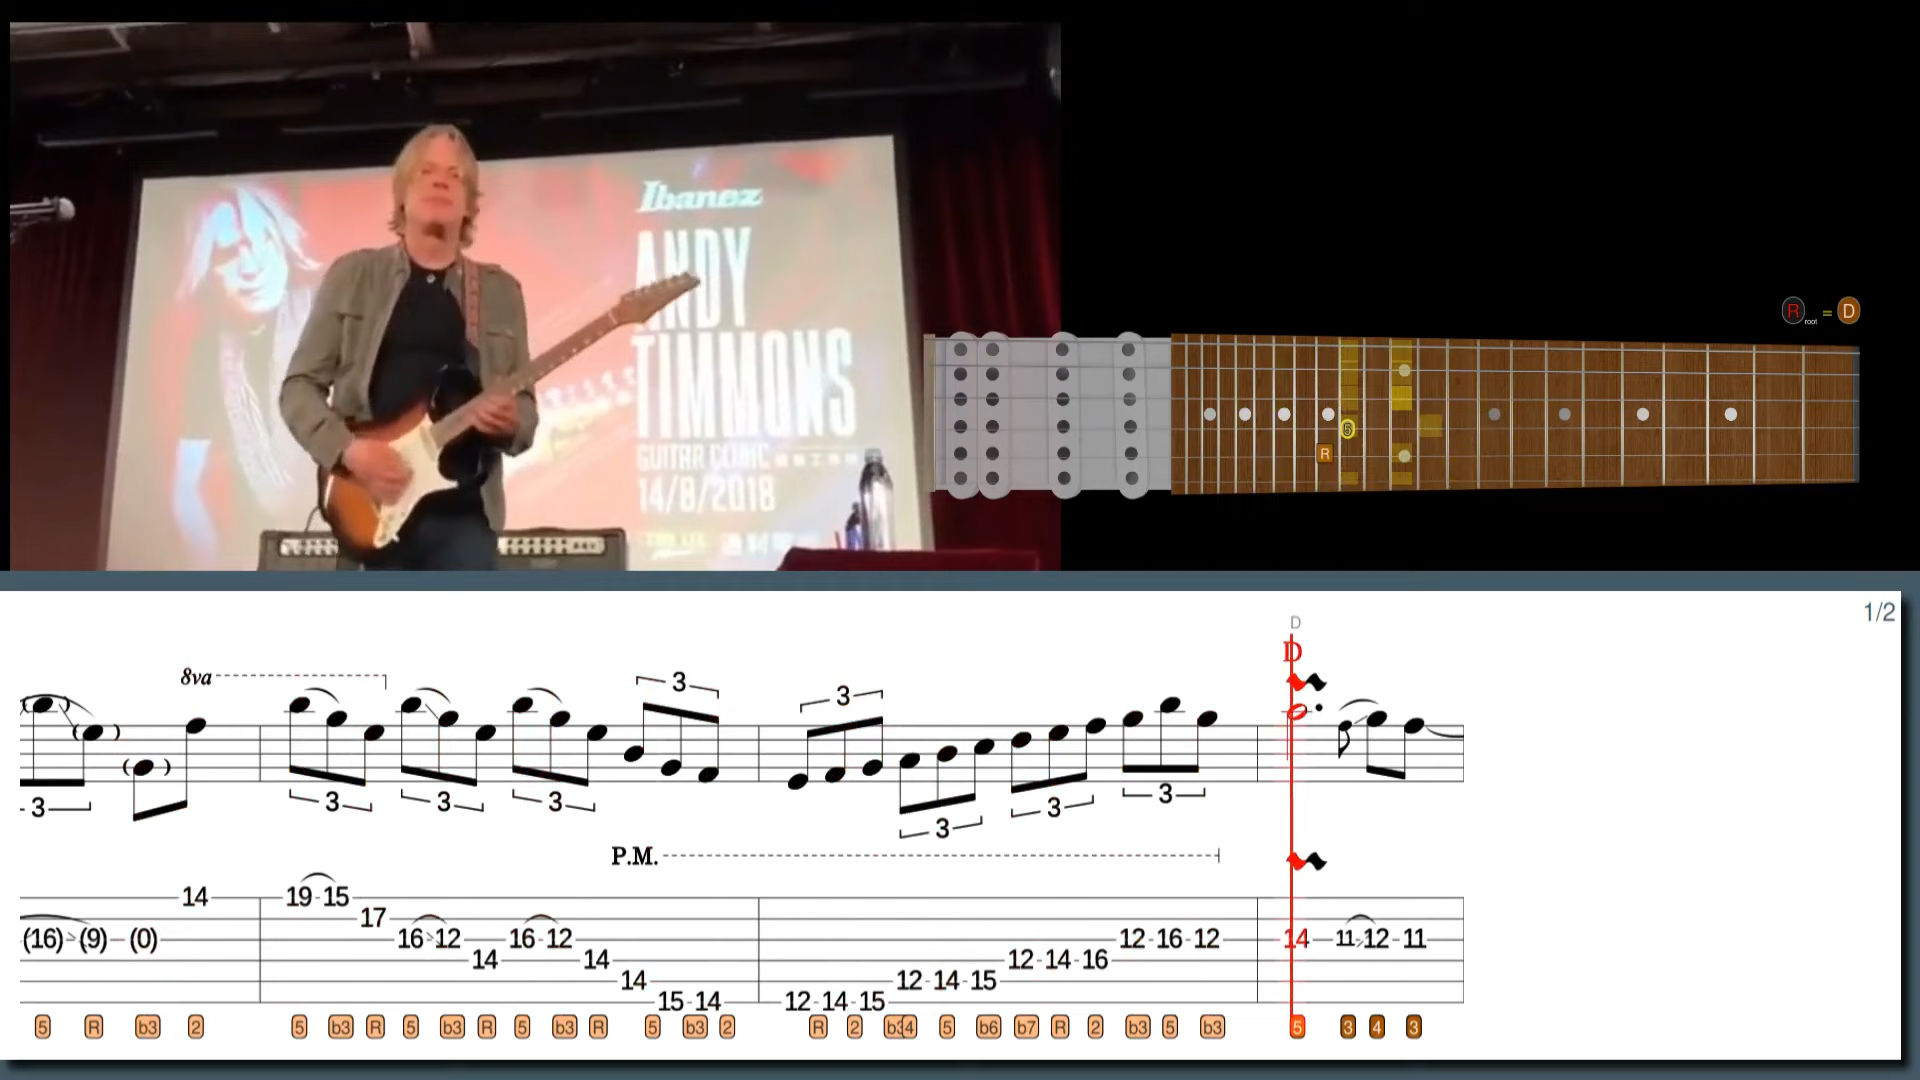 Ibanez
ANDY
TIMMONS
GUITAR CLINIC
14/8/2018
R root = D
5
R
1/2
D
D
8va
3
3
3 3 3 3
3 3 3
P.M.
14 19 15
17
(16) (9) (0) 16 12 16 12 12 16 12 14 11 12 11
14 14 12 14 16
14 12 14 15
15 14 12 14 15
5 R b3 2 5 b3 R 5 b3 R 5 b3 R 5 b3 2 R 2 b3 4 5 b6 b7 R 2 b3 5 b3 5 3 4 3